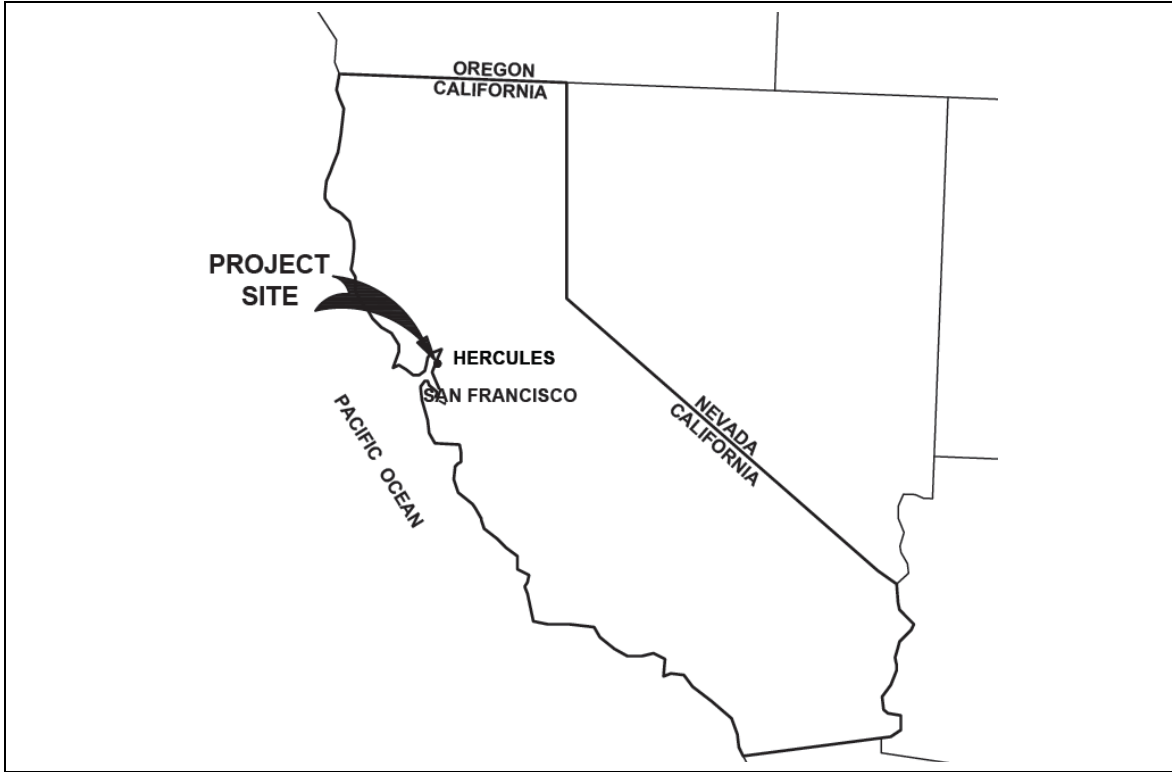 OREGON
CALIFORNIA
PROJECT
SITE
HERCULES
SAN FRANCISCO
PACIFIC OCEAN
NEVADA
CALIFORNIA